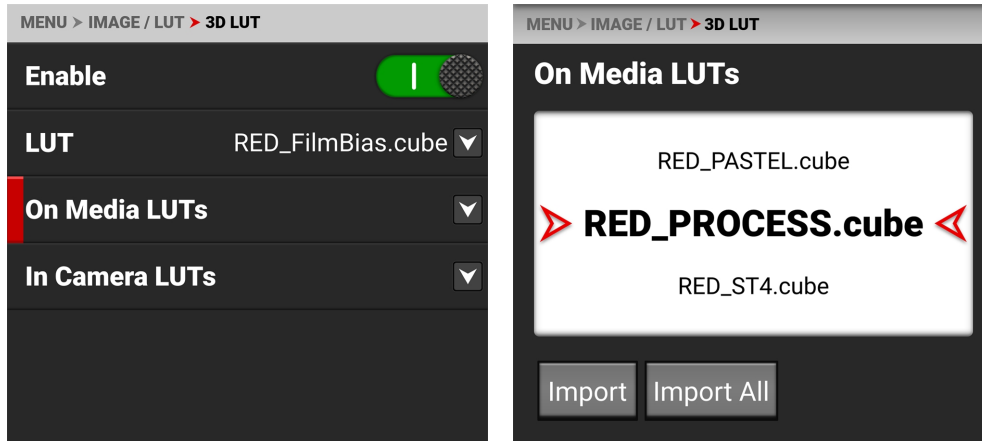 MENU > IMAGE / LUT > 3D LUT
Enable
LUT RED_FilmBias.cube
On Media LUTs
In Camera LUTs
MENU > IMAGE / LUT > 3D LUT
On Media LUTs
RED_PASTEL.cube
RED_PROCESS.cube
RED_ST4.cube
Import Import All